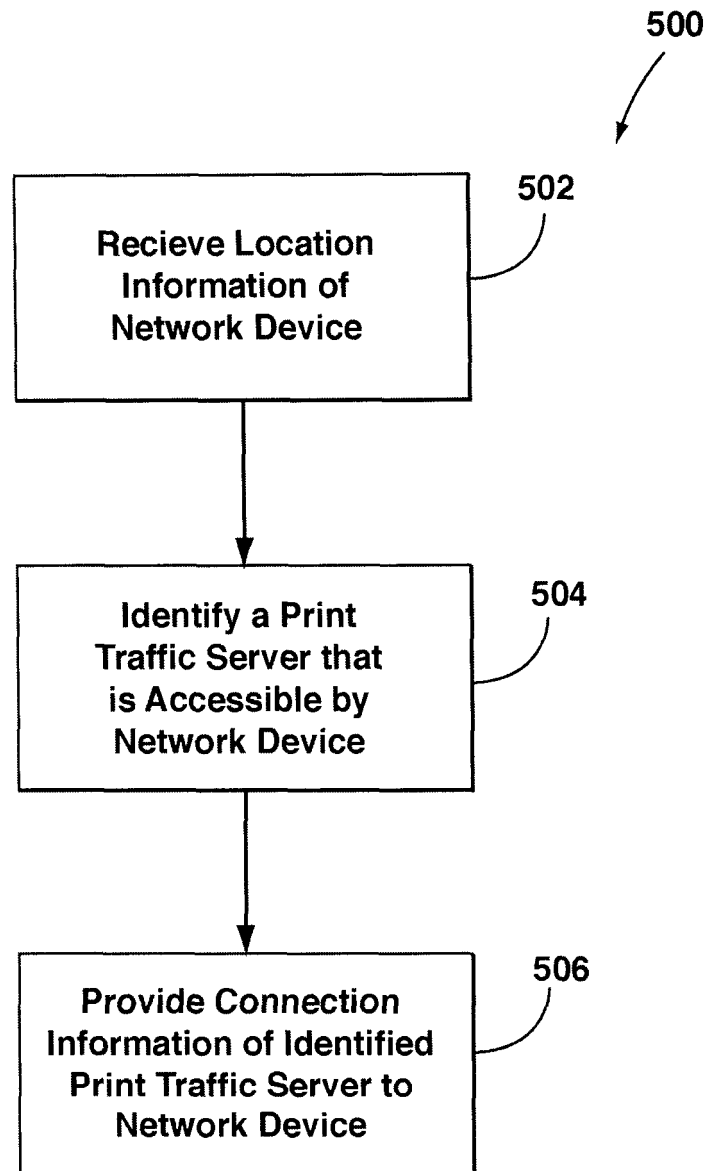 500
502
Recieve Location
Information of
Network Device
504
Identify a Print
Traffic Server that
is Accessible by
Network Device
506
Provide Connection
Information of Identified
Print Traffic Server to
Network Device